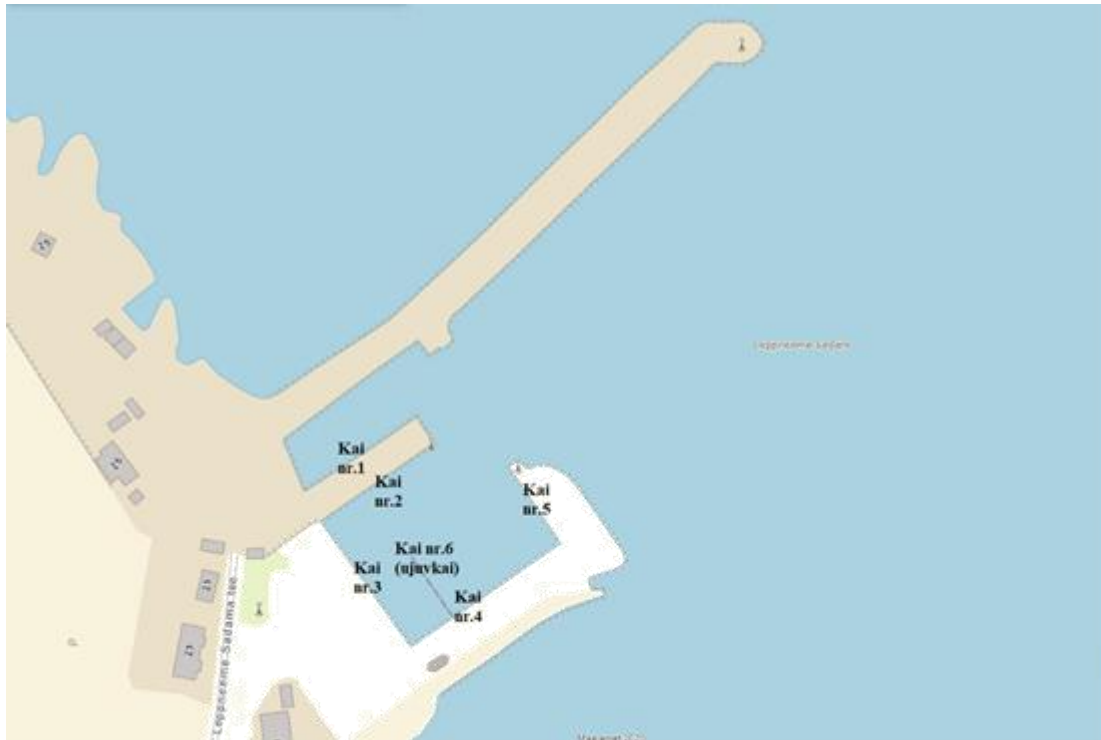 Leppneeme sadam
Kai
nr.1
Kai
nr.2
Kai
nr.5
Kai nr.6
(ujuvkai)
Kai
nr.3
Kai
nr.4
Leppneeme Sadama tee